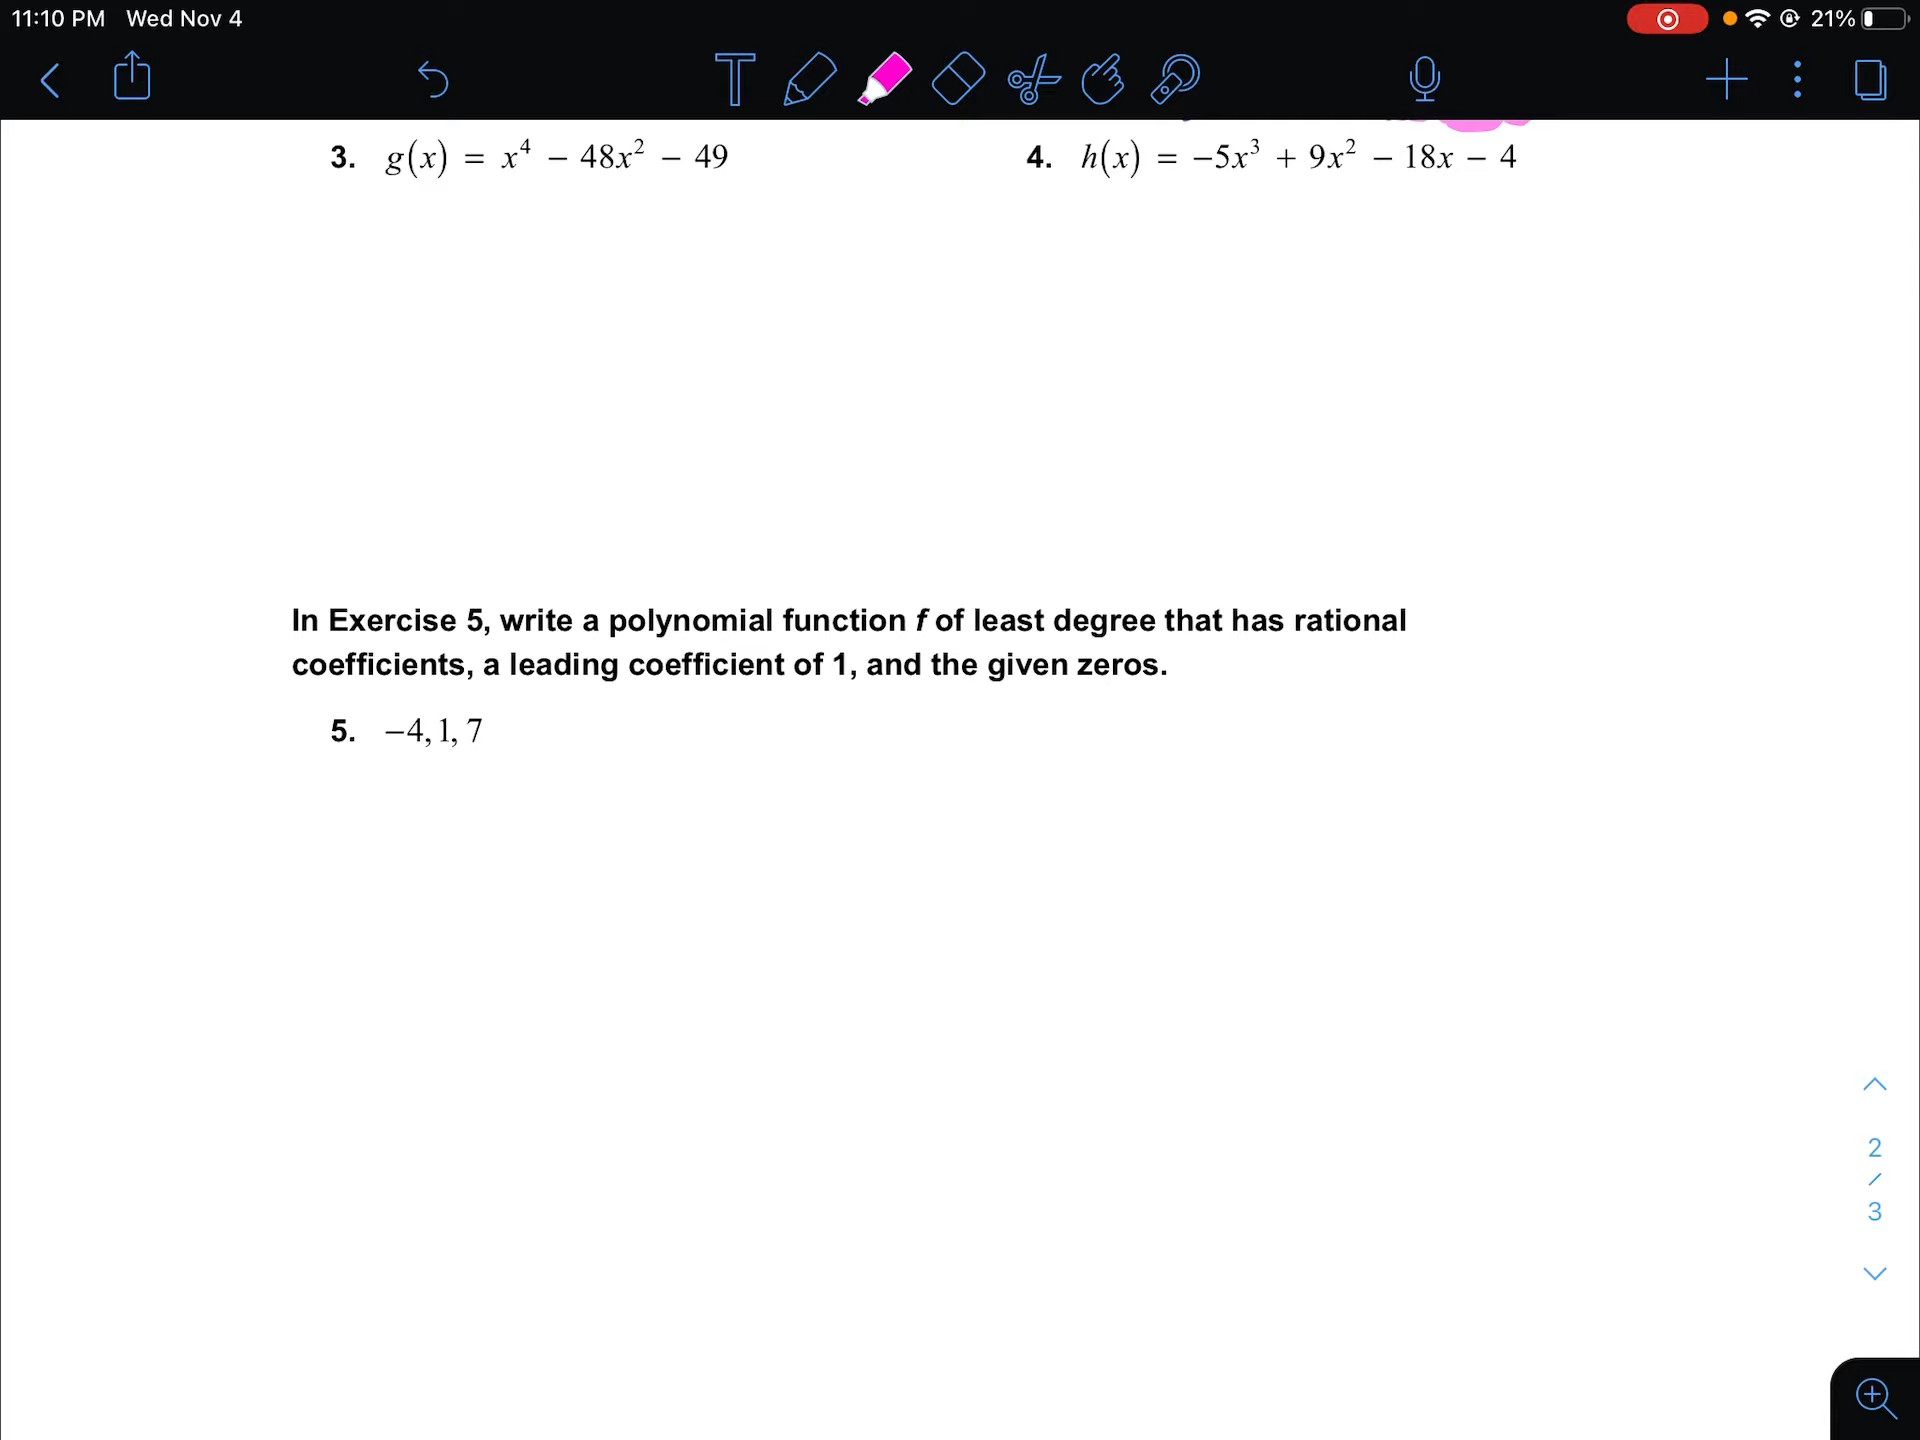 11:10 PM Wed Nov 4
21%
T
3. g(x) = x⁴ − 48x² − 49
4. h(x) = −5x³ + 9x² − 18x − 4
In Exercise 5, write a polynomial function f of least degree that has rational
coefficients, a leading coefficient of 1, and the given zeros.
5. −4, 1, 7
2
/
3